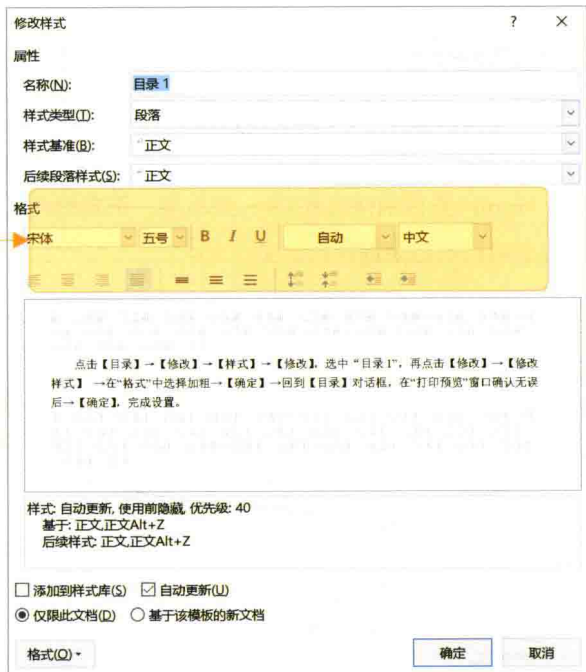 修改样式 ? ×
属性
名称(N): 目录 1
样式类型(T): 段落
样式基准(B): 正文
后续段落样式(S): 正文
格式
宋体 五号 B I U 自动 中文
点击【目录】→【修改】→【样式】→【修改】，选中“目录 1”，再点击【修改】→【修改
样式】 →在“格式”中选择加粗→【确定】→回到【目录】对话框，在“打印预览”窗口确认无误
后→【确定】，完成设置。
样式: 自动更新, 使用前隐藏, 优先级: 40
基于: 正文,正文Alt+Z
后续样式: 正文,正文Alt+Z
添加到样式库(S) 自动更新(U)
仅限此文档(D) 基于该模板的新文档
格式(O) 确定 取消